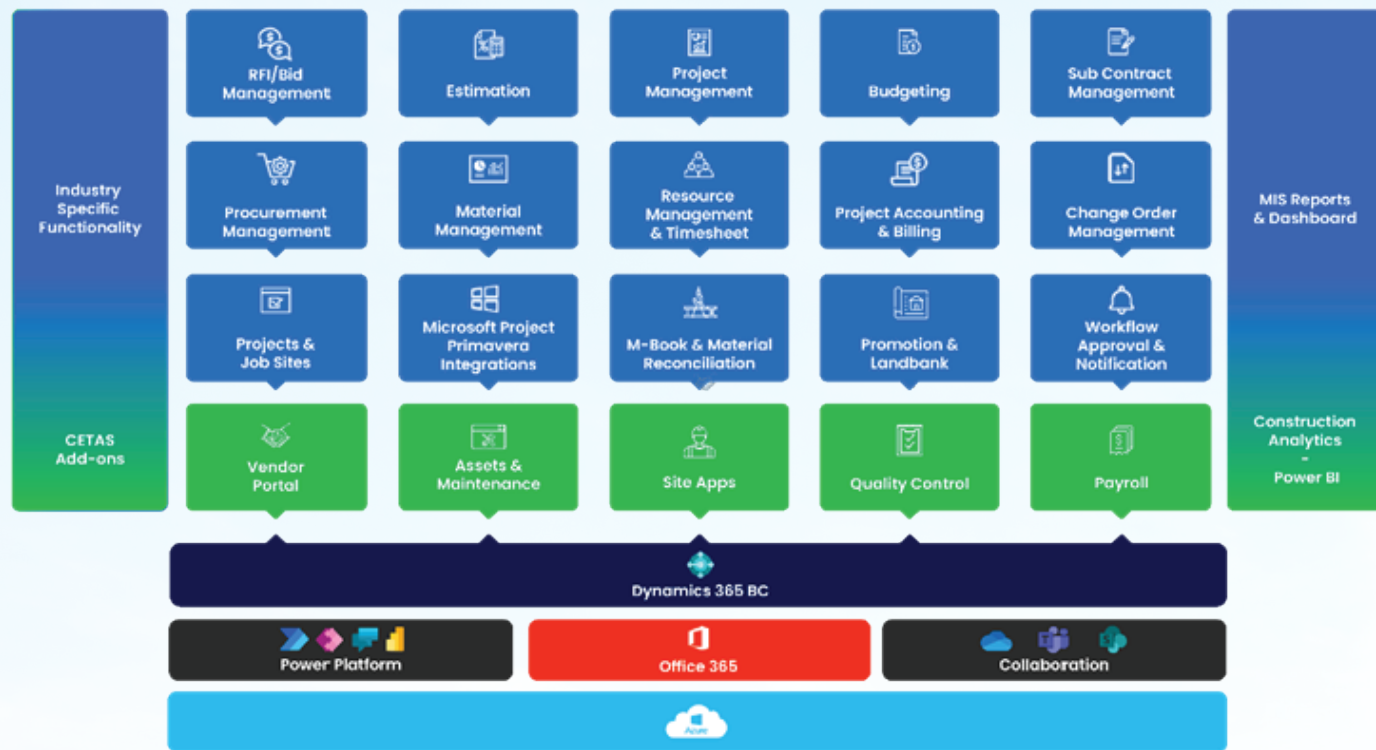 RFI/Bid
Management
Estimation
Project
Management
Budgeting
Sub Contract
Management
Industry
Specific
Functionality
Procurement
Management
Material
Management
Resource
Management
& Timesheet
Project Accounting
& Billing
Change Order
Management
MIS Reports
& Dashboard
Projects &
Job Sites
Microsoft Project
Primavera
Integrations
M-Book & Material
Reconciliation
Promotion &
Landbank
Workflow
Approval &
Notification
CETAS
Add-ons
Vendor
Portal
Assets &
Maintenance
Site Apps
Quality Control
Payroll
Construction
Analytics
-
Power BI
Dynamics 365 BC
Power Platform
Office 365
Collaboration
Azure